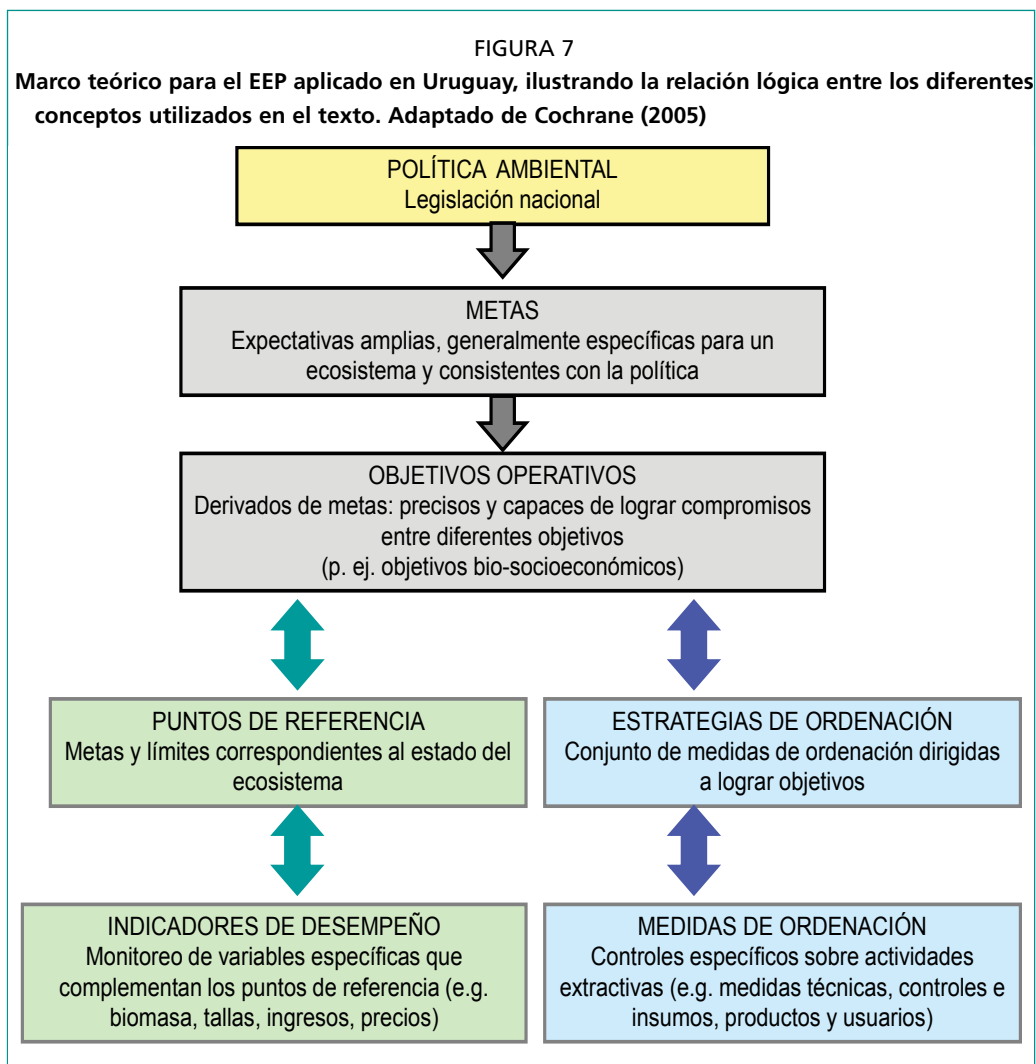 FIGURA 7
Marco teórico para el EEP aplicado en Uruguay, ilustrando la relación lógica entre los diferentes
conceptos utilizados en el texto. Adaptado de Cochrane (2005)
POLÍTICA AMBIENTAL
Legislación nacional
METAS
Expectativas amplias, generalmente específicas para un
ecosistema y consistentes con la política
OBJETIVOS OPERATIVOS
Derivados de metas: precisos y capaces de lograr compromisos
entre diferentes objetivos
(p. ej. objetivos bio-socioeconómicos)
PUNTOS DE REFERENCIA
Metas y límites correspondientes al estado del
ecosistema
ESTRATEGIAS DE ORDENACIÓN
Conjunto de medidas de ordenación dirigidas
a lograr objetivos
INDICADORES DE DESEMPEÑO
Monitoreo de variables específicas que
complementan los puntos de referencia (e.g.
biomasa, tallas, ingresos, precios)
MEDIDAS DE ORDENACIÓN
Controles específicos sobre actividades
extractivas (e.g. medidas técnicas, controles e
insumos, productos y usuarios)